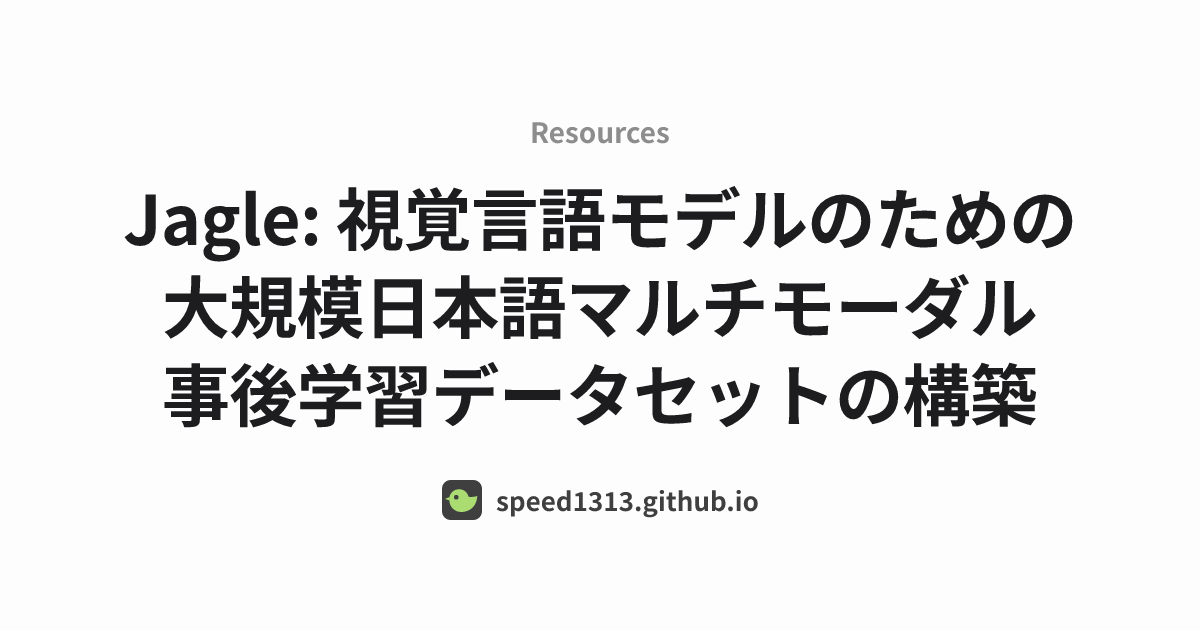 Resources
Jagle: 視覚言語モデルのための
大規模日本語マルチモーダル
事後学習データセットの構築
speed1313.github.io